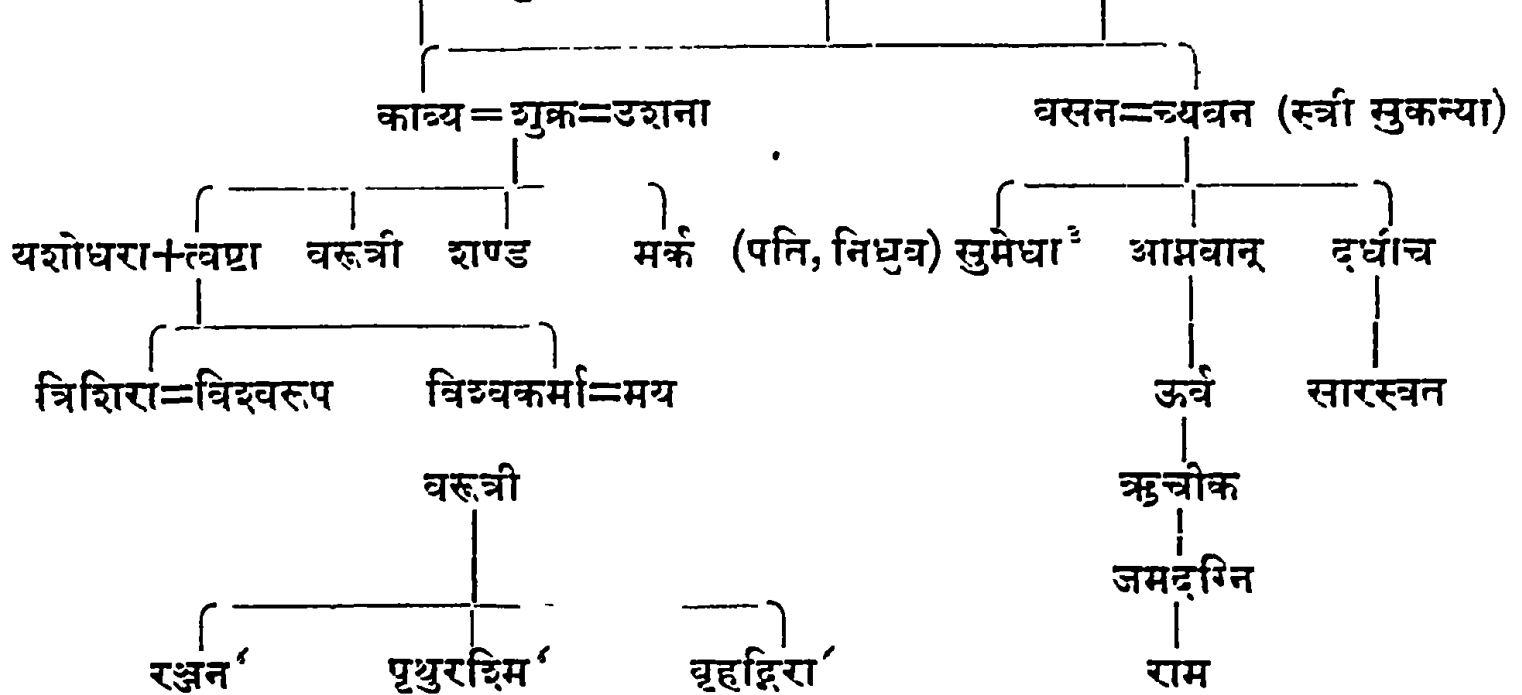 काव्य=शुक्र=उशना वसन=च्यवन (स्त्री सुकन्या)
यशोधरा+त्वष्टा वरूत्री शण्ड मर्क (पति, निध्रुव) सुमेधा आप्नवान् दधीच
त्रिशिरा=विश्वरूप विश्वकर्मा=मय ऊर्व सारस्वत
वरूत्री ऋचीक
जमदग्नि
रञ्जन पृथुरश्मि बृहद्गिरा राम